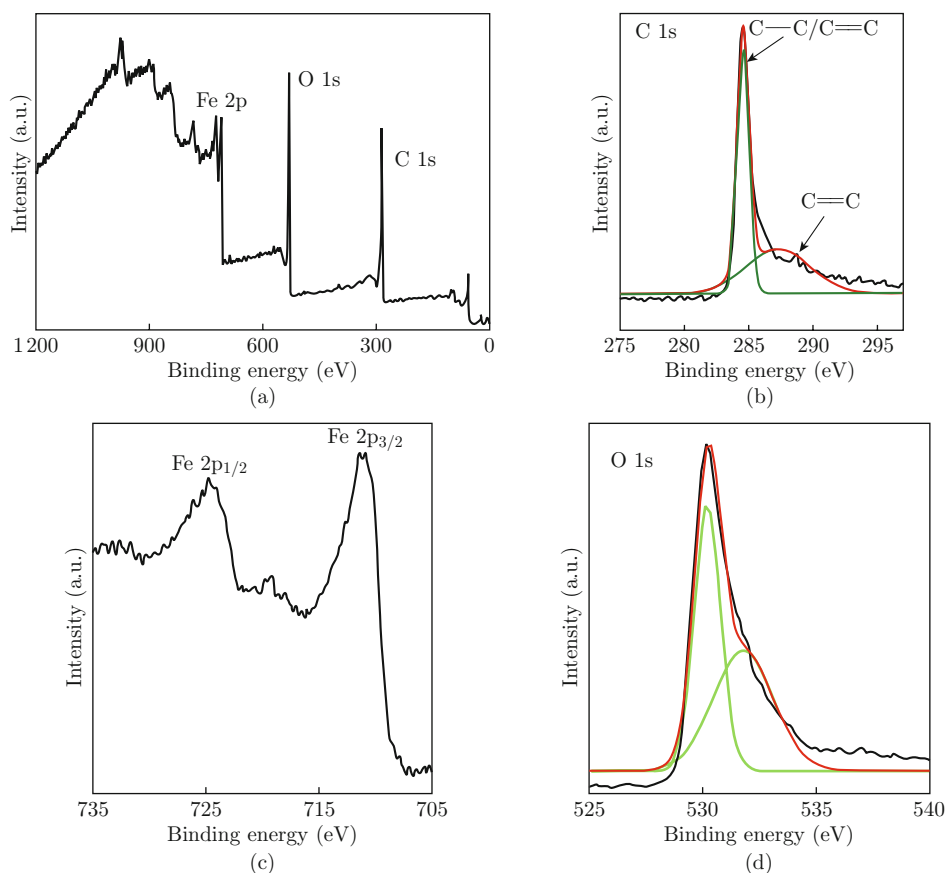 O 1s
Fe 2p
C 1s
Intensity (a.u.)
1200 900 600 300 0
Binding energy (eV)
(a)
C 1s
C—C/C══C
C══C
Intensity (a.u.)
275 280 285 290 295
Binding energy (eV)
(b)
Fe 2p3/2
Fe 2p1/2
Intensity (a.u.)
735 725 715 705
Binding energy (eV)
(c)
O 1s
Intensity (a.u.)
525 530 535 540
Binding energy (eV)
(d)